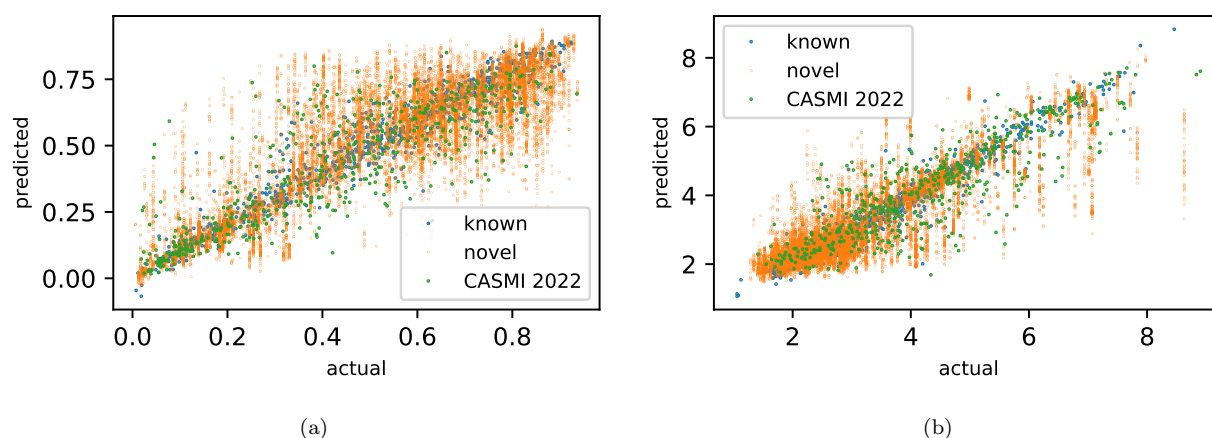 predicted
0.75
0.50
0.25
0.00
known
novel
CASMI 2022
0.0 0.2 0.4 0.6 0.8
actual
(a)
predicted
8
6
4
2
known
novel
CASMI 2022
2 4 6 8
actual
(b)